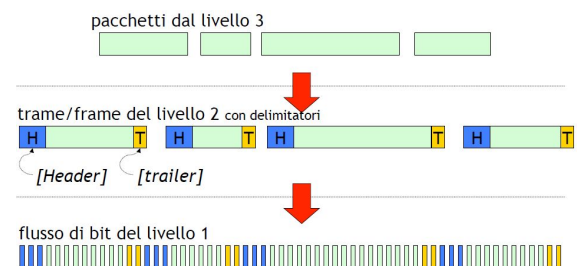 pacchetti dal livello 3
trame/frame del livello 2 con delimitatori
H T H T H T H T
[Header] [trailer]
flusso di bit del livello 1